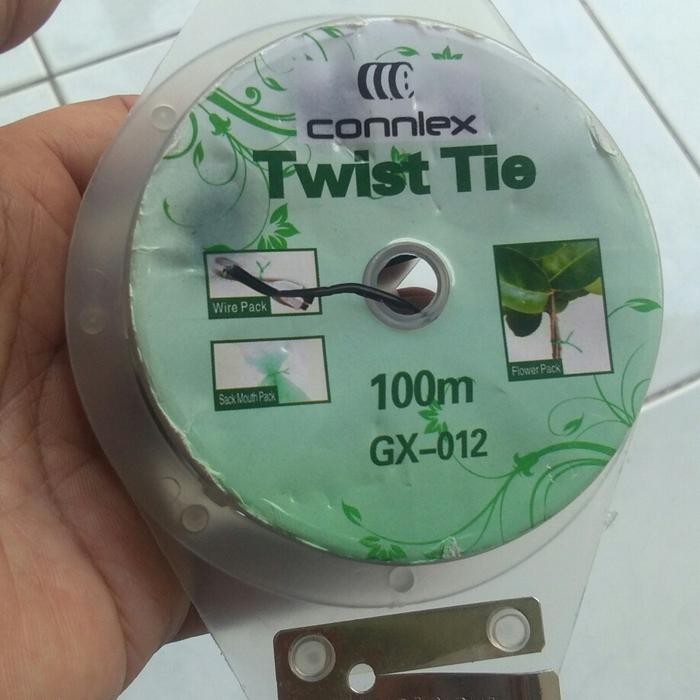 connlex
Twist Tie
Wire Pack
Sack Mouth Pack
Flower Pack
100m
GX-012